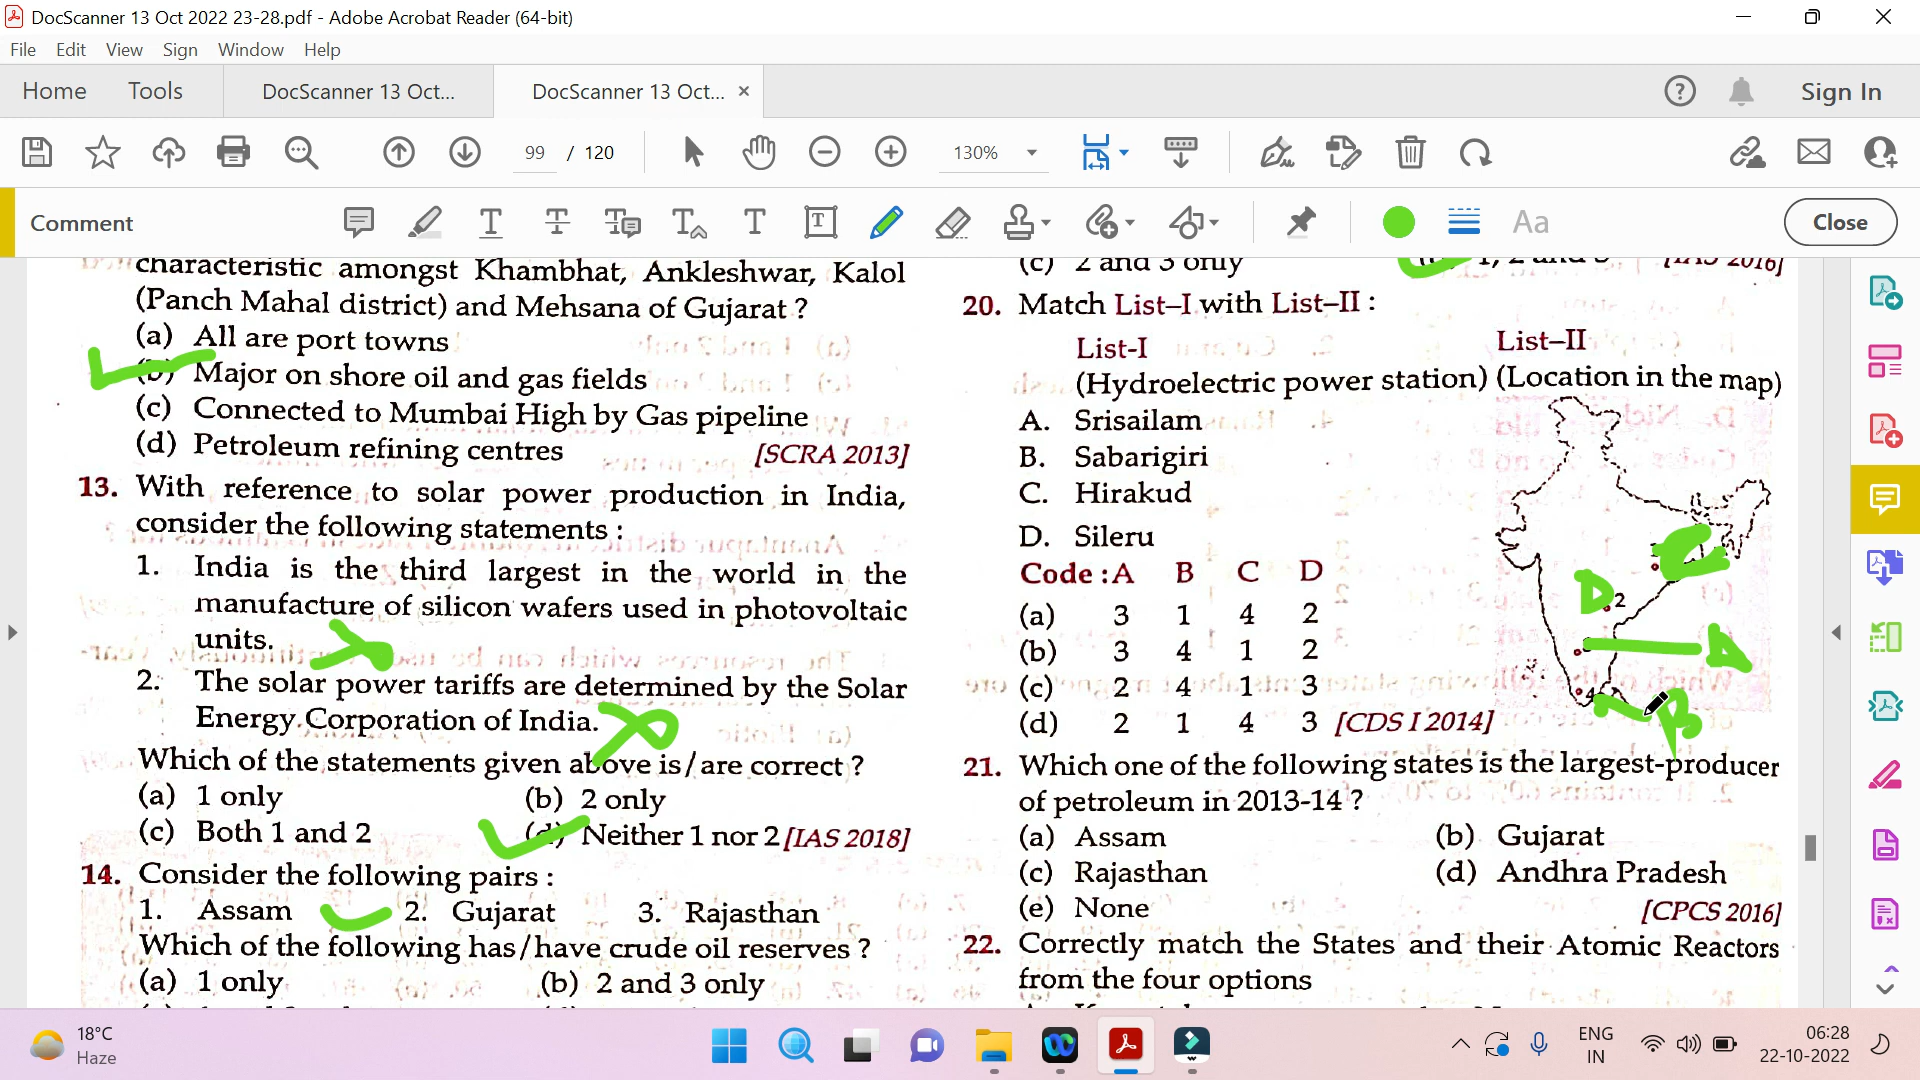 DocScanner 13 Oct 2022 23-28.pdf - Adobe Acrobat Reader (64-bit)
File Edit View Sign Window Help
Home Tools DocScanner 13 Oct... DocScanner 13 Oct... × Sign In
99 / 120 130%
Comment Aa Close
characteristic amongst Khambhat, Ankleshwar, Kalol
(Panch Mahal district) and Mehsana of Gujarat ?
(a) All are port towns
(b) Major on shore oil and gas fields
(c) Connected to Mumbai High by Gas pipeline
(d) Petroleum refining centres [SCRA 2013]
13. With reference to solar power production in India,
consider the following statements :
1. India is the third largest in the world in the
manufacture of silicon wafers used in photovoltaic
units.
2. The solar power tariffs are determined by the Solar
Energy Corporation of India.
Which of the statements given above is/are correct ?
(a) 1 only (b) 2 only
(c) Both 1 and 2 (d) Neither 1 nor 2 [IAS 2018]
14. Consider the following pairs :
1. Assam 2. Gujarat 3. Rajasthan
Which of the following has/have crude oil reserves ?
(a) 1 only (b) 2 and 3 only
(c) 2 and 3 only [IAS 2016]
20. Match List–I with List–II :
List-I List–II
(Hydroelectric power station) (Location in the map)
A. Srisailam
B. Sabarigiri
C. Hirakud
D. Sileru
C
D 2
A
4 B
Code : A B C D
(a) 3 1 4 2
(b) 3 4 1 2
(c) 2 4 1 3
(d) 2 1 4 3 [CDS I 2014]
21. Which one of the following states is the largest-producer
of petroleum in 2013-14 ?
(a) Assam (b) Gujarat
(c) Rajasthan (d) Andhra Pradesh
(e) None [CPCS 2016]
22. Correctly match the States and their Atomic Reactors
from the four options
18°C
Haze
ENG
IN
06:28
22-10-2022